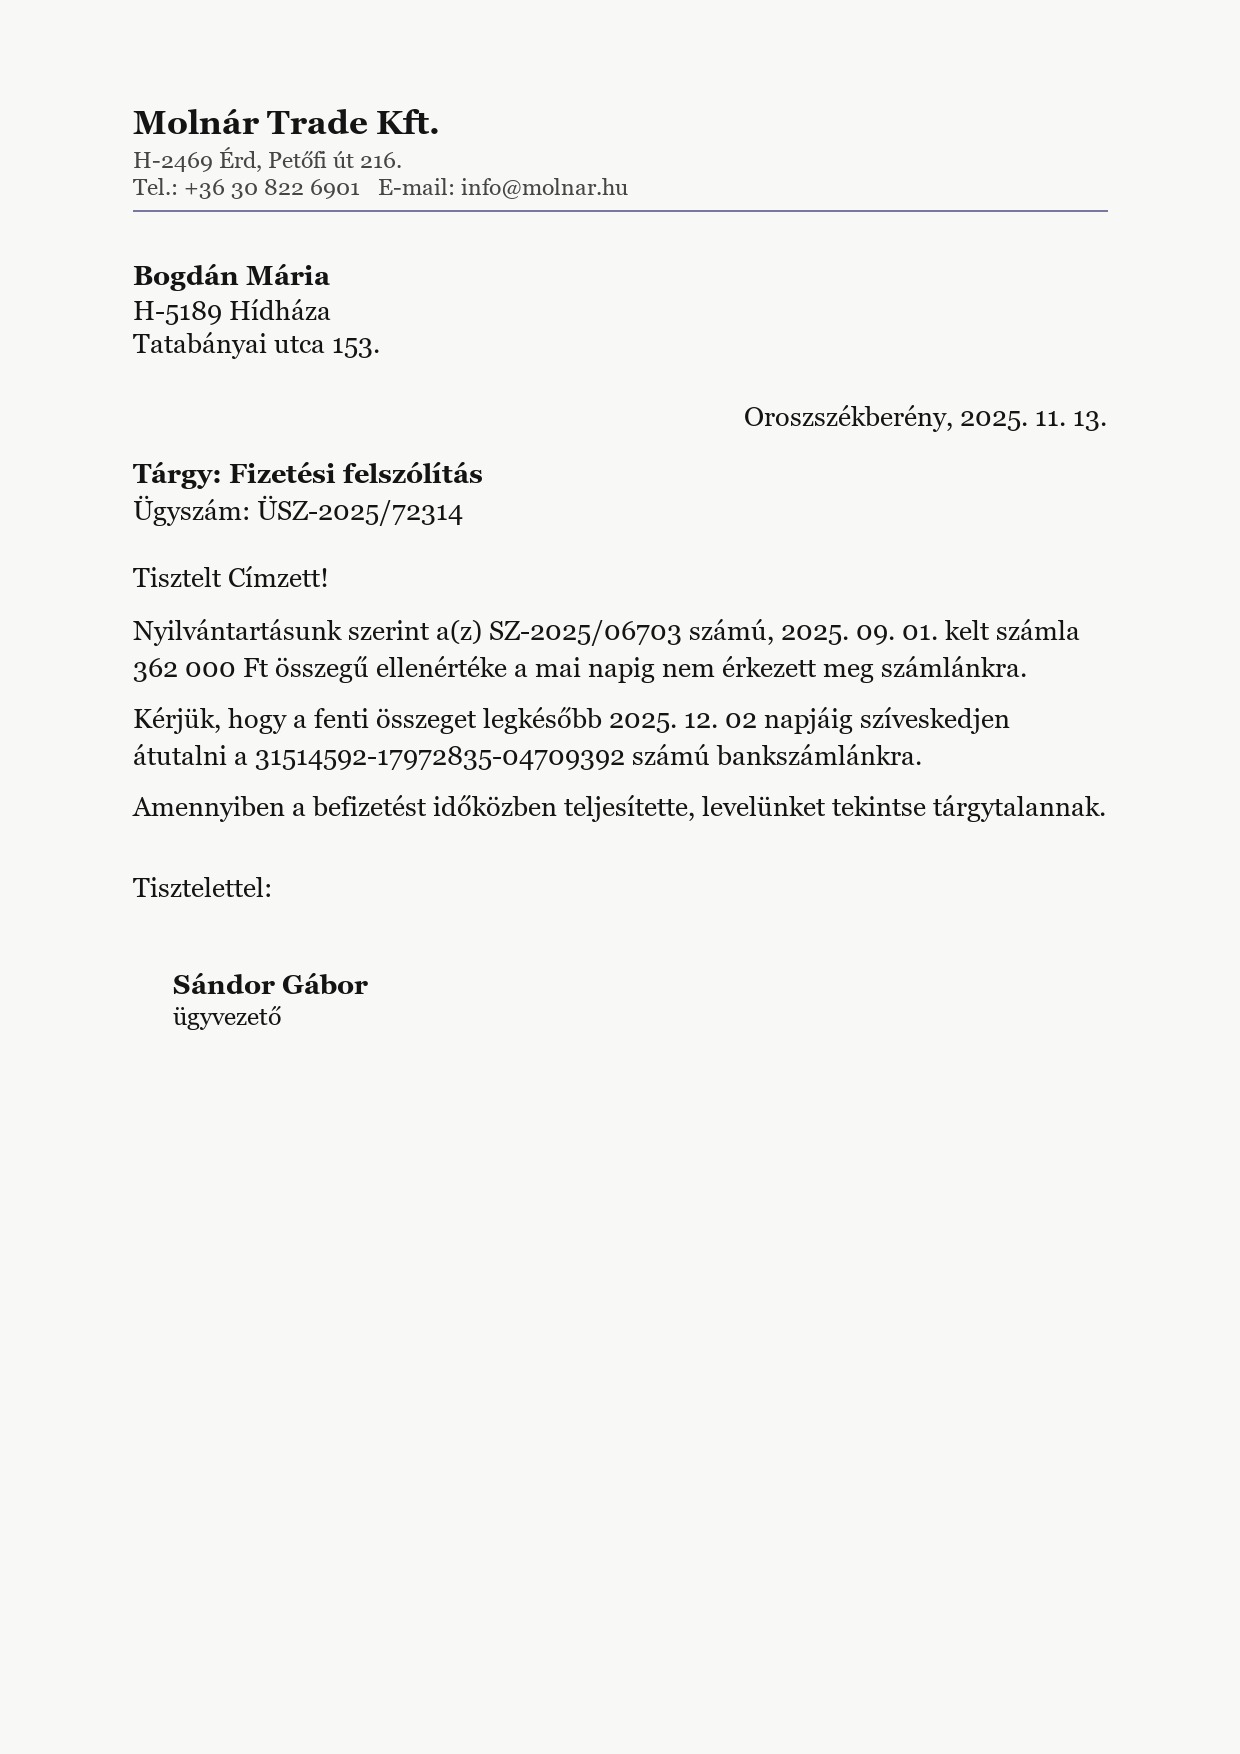 Molnár Trade Kft.
H-2469 Érd, Petőfi út 216.
Tel.: +36 30 822 6901 E-mail: info@molnar.hu
Bogdán Mária
H-5189 Hídháza
Tatabányai utca 153.
Oroszszékberény, 2025. 11. 13.
Tárgy: Fizetési felszólítás
Ügyszám: ÜSZ-2025/72314
Tisztelt Címzett!
Nyilvántartásunk szerint a(z) SZ-2025/06703 számú, 2025. 09. 01. kelt számla
362 000 Ft összegű ellenértéke a mai napig nem érkezett meg számlánkra.
Kérjük, hogy a fenti összeget legkésőbb 2025. 12. 02 napjáig szíveskedjen
átutalni a 31514592-17972835-04709392 számú bankszámlánkra.
Amennyiben a befizetést időközben teljesítette, levelünket tekintse tárgytalannak.
Tisztelettel:
Sándor Gábor
ügyvezető